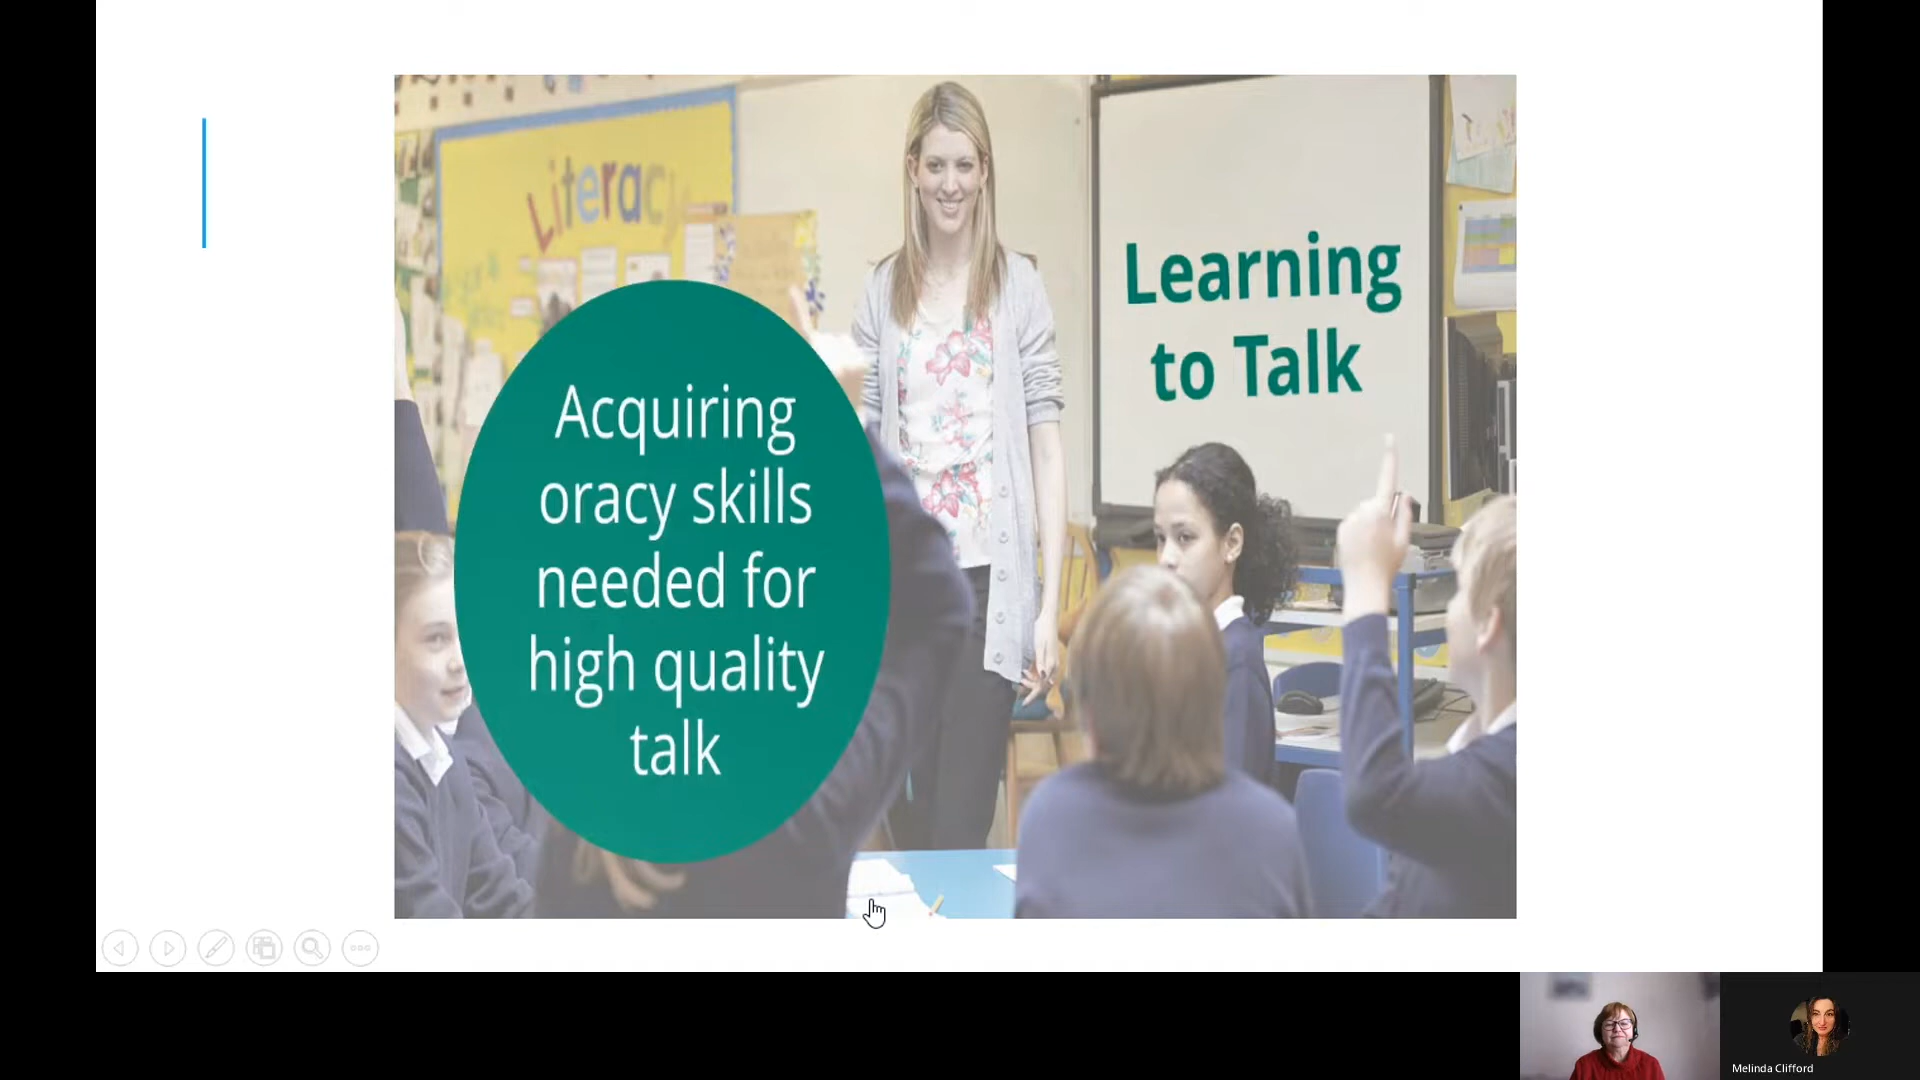 Literacy
Learning
to Talk
Acquiring
oracy skills
needed for
high quality
talk
Melinda Clifford